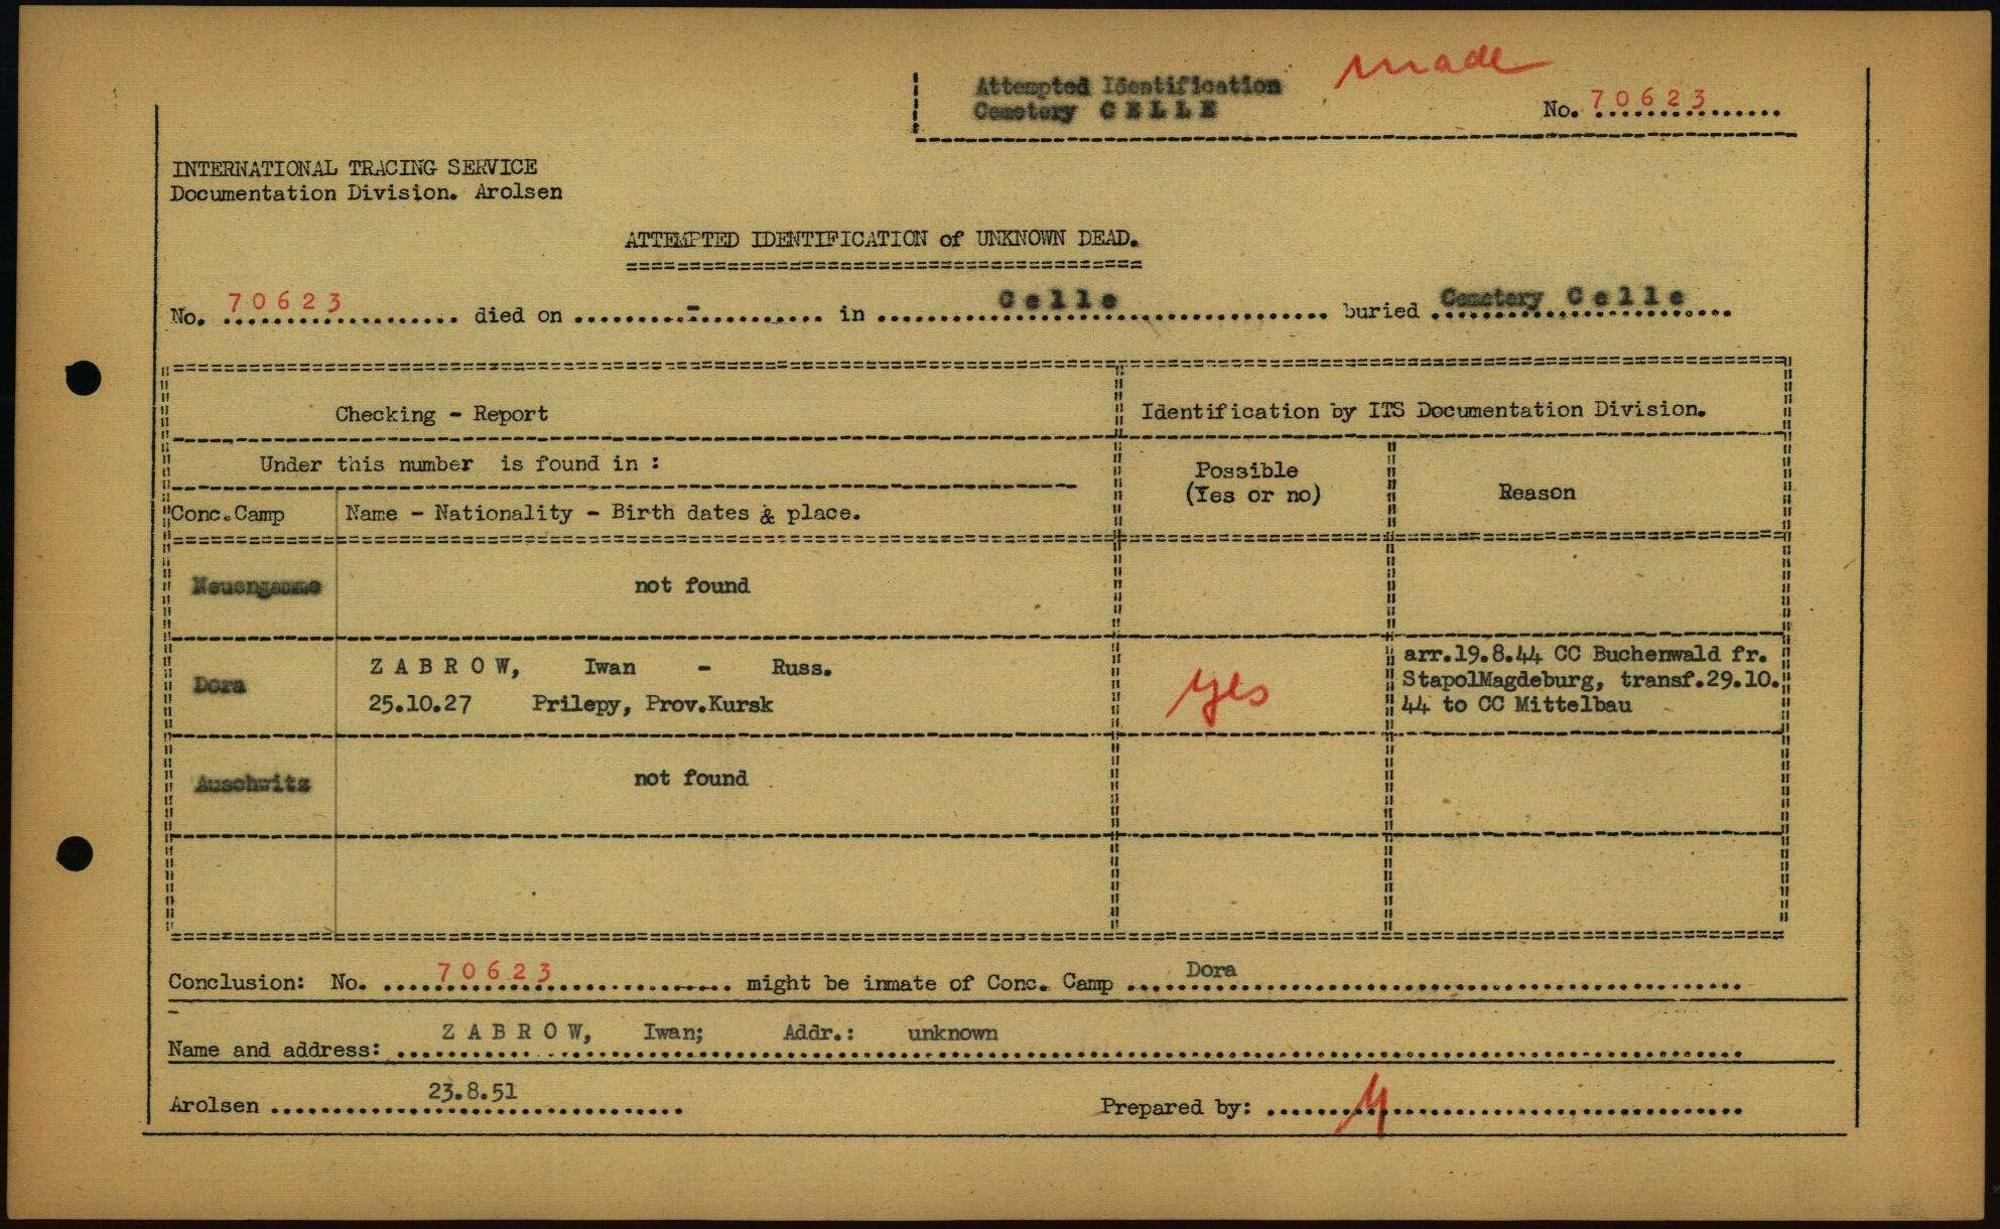 made
Attempted Identification
Cemetery C E L L E
No. 70623
INTERNATIONAL TRACING SERVICE
Documentation Division. Arolsen
ATTEMPTED IDENTIFICATION of UNKNOWN DEAD.
No. 70623 died on - in Celle buried Cemetery Celle
Checking - Report
Identification by ITS Documentation Division.
Under this number is found in :
Possible
(Yes or no)
Reason
Conc.Camp
Name - Nationality - Birth dates & place.
Neuengamme
not found
Dora
Z A B R O W, Iwan - Russ.
25.10.27 Prilepy, Prov.Kursk
yes
arr.19.8.44 CC Buchenwald fr.
StapolMagdeburg, transf.29.10.
44 to CC Mittelbau
Auschwitz
not found
Conclusion: No. 70623 might be inmate of Conc. Camp Dora
Name and address: Z A B R O W, Iwan; Addr.: unknown
Arolsen 23.8.51
Prepared by: